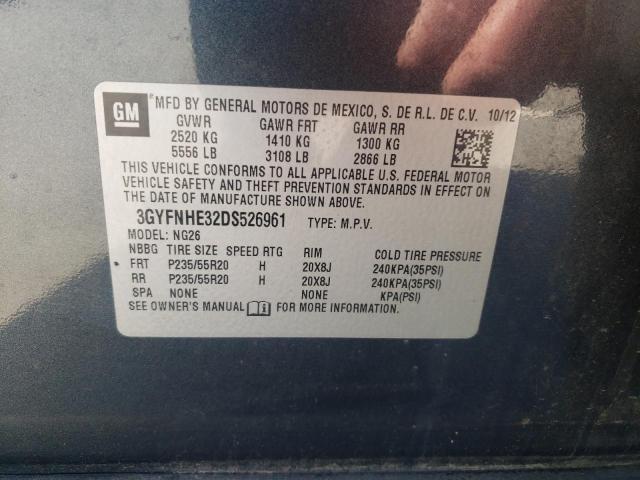 GM
MFD BY GENERAL MOTORS DE MEXICO, S. DE R.L. DE C.V. 10/12
GVWR GAWR FRT GAWR RR
2520 KG 1410 KG 1300 KG
5556 LB 3108 LB 2866 LB
THIS VEHICLE CONFORMS TO ALL APPLICABLE U.S. FEDERAL MOTOR
VEHICLE SAFETY AND THEFT PREVENTION STANDARDS IN EFFECT ON
THE DATE OF MANUFACTURE SHOWN ABOVE.
3GYFNHE32DS526961 TYPE: M.P.V.
MODEL: NG26
NBBG TIRE SIZE SPEED RTG RIM COLD TIRE PRESSURE
FRT P235/55R20 H 20X8J 240KPA(35PSI)
RR P235/55R20 H 20X8J 240KPA(35PSI)
SPA NONE NONE KPA(PSI)
SEE OWNER'S MANUAL FOR MORE INFORMATION.